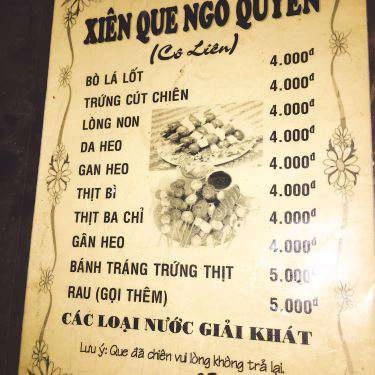 XIÊN QUE NGÔ QUYỀN
(Cô Liên)
BÒ LÁ LỐT 4.000đ
TRỨNG CÚT CHIÊN 4.000đ
LÒNG NON 4.000đ
DA HEO 4.000đ
GAN HEO 4.000đ
THỊT BÌ 4.000đ
THỊT BA CHỈ 4.000đ
GÂN HEO 4.000đ
BÁNH TRÁNG TRỨNG THỊT 5.000đ
RAU (GỌI THÊM) 5.000đ
CÁC LOẠI NƯỚC GIẢI KHÁT
Lưu ý: Que đã chiên vui lòng không trả lại.